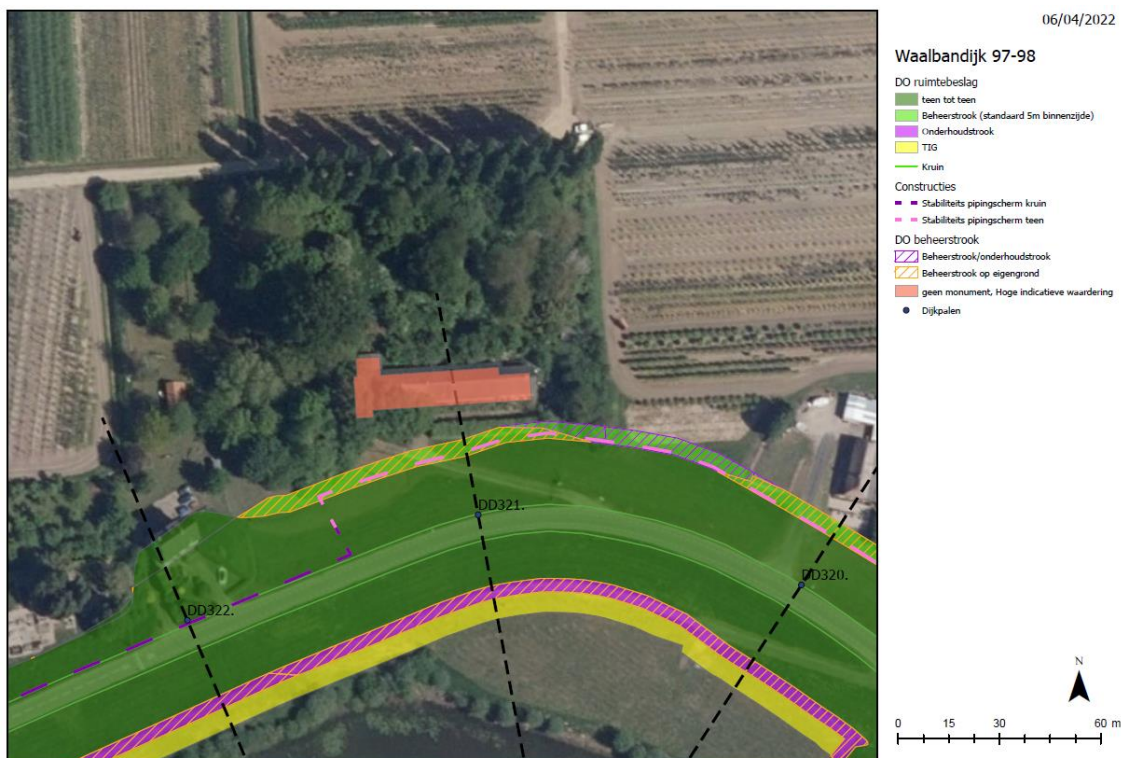 06/04/2022
Waalbandijk 97-98
DO ruimtebeslag
teen tot teen
Beheerstrook (standaard 5m binnenzijde)
Onderhoudstrook
TIG
Kruin
Constructies
Stabiliteits pipingscherm kruin
Stabiliteits pipingscherm teen
DO beheerstrook
Beheerstrook/onderhoudstrook
Beheerstrook op eigengrond
geen monument, Hoge indicatieve waardering
Dijkpalen
DD321.
DD320.
DD322.
N
0 15 30 60 m